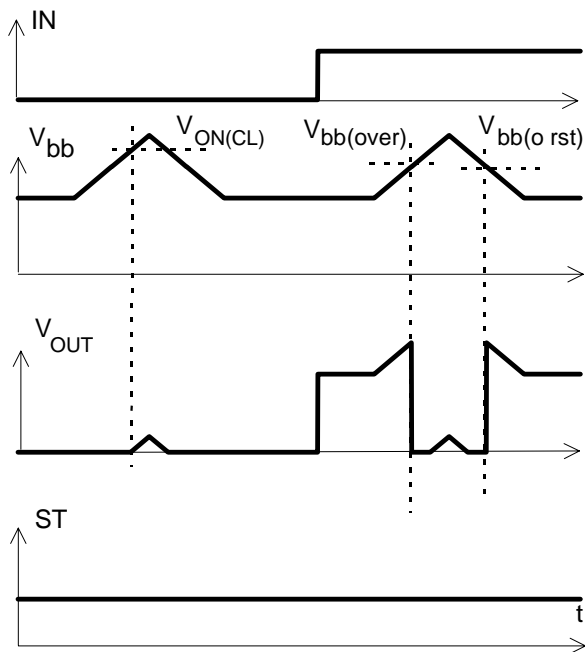 IN
V_bb
V_ON(CL)
V_bb(over)
V_bb(o rst)
V_OUT
ST
t